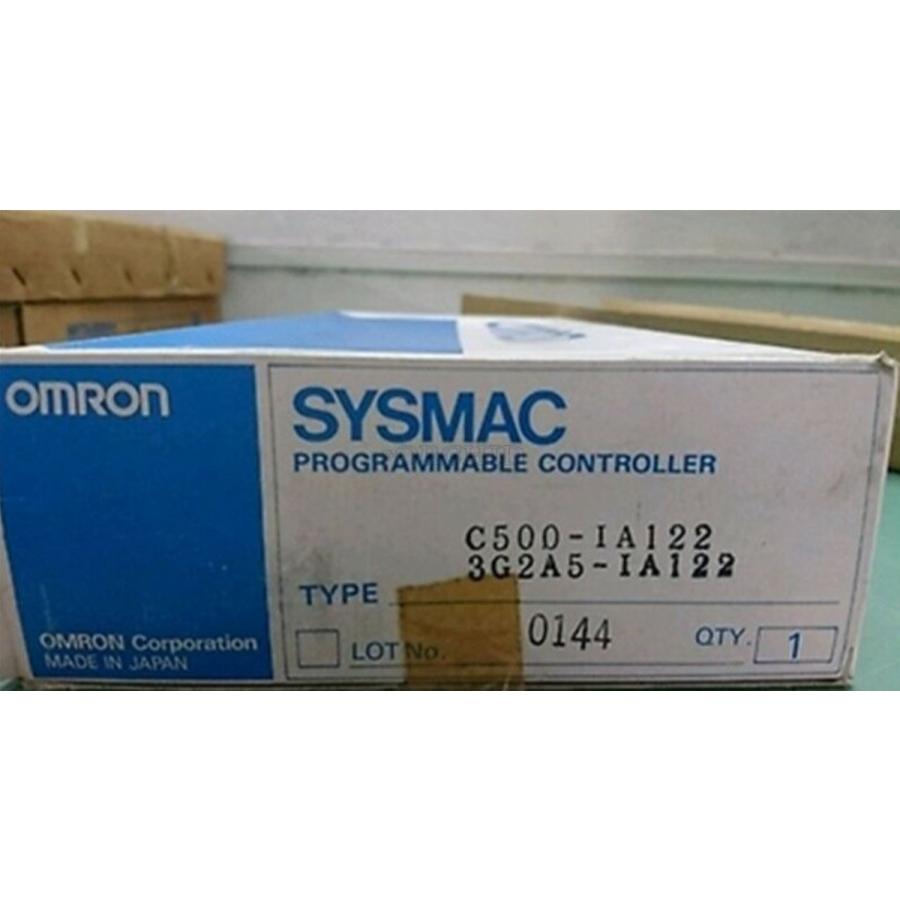 OMRON
SYSMAC
PROGRAMMABLE CONTROLLER
C500-IA122
3G2A5-IA122
TYPE
LOT No. 0144 QTY. 1
OMRON Corporation
MADE IN JAPAN